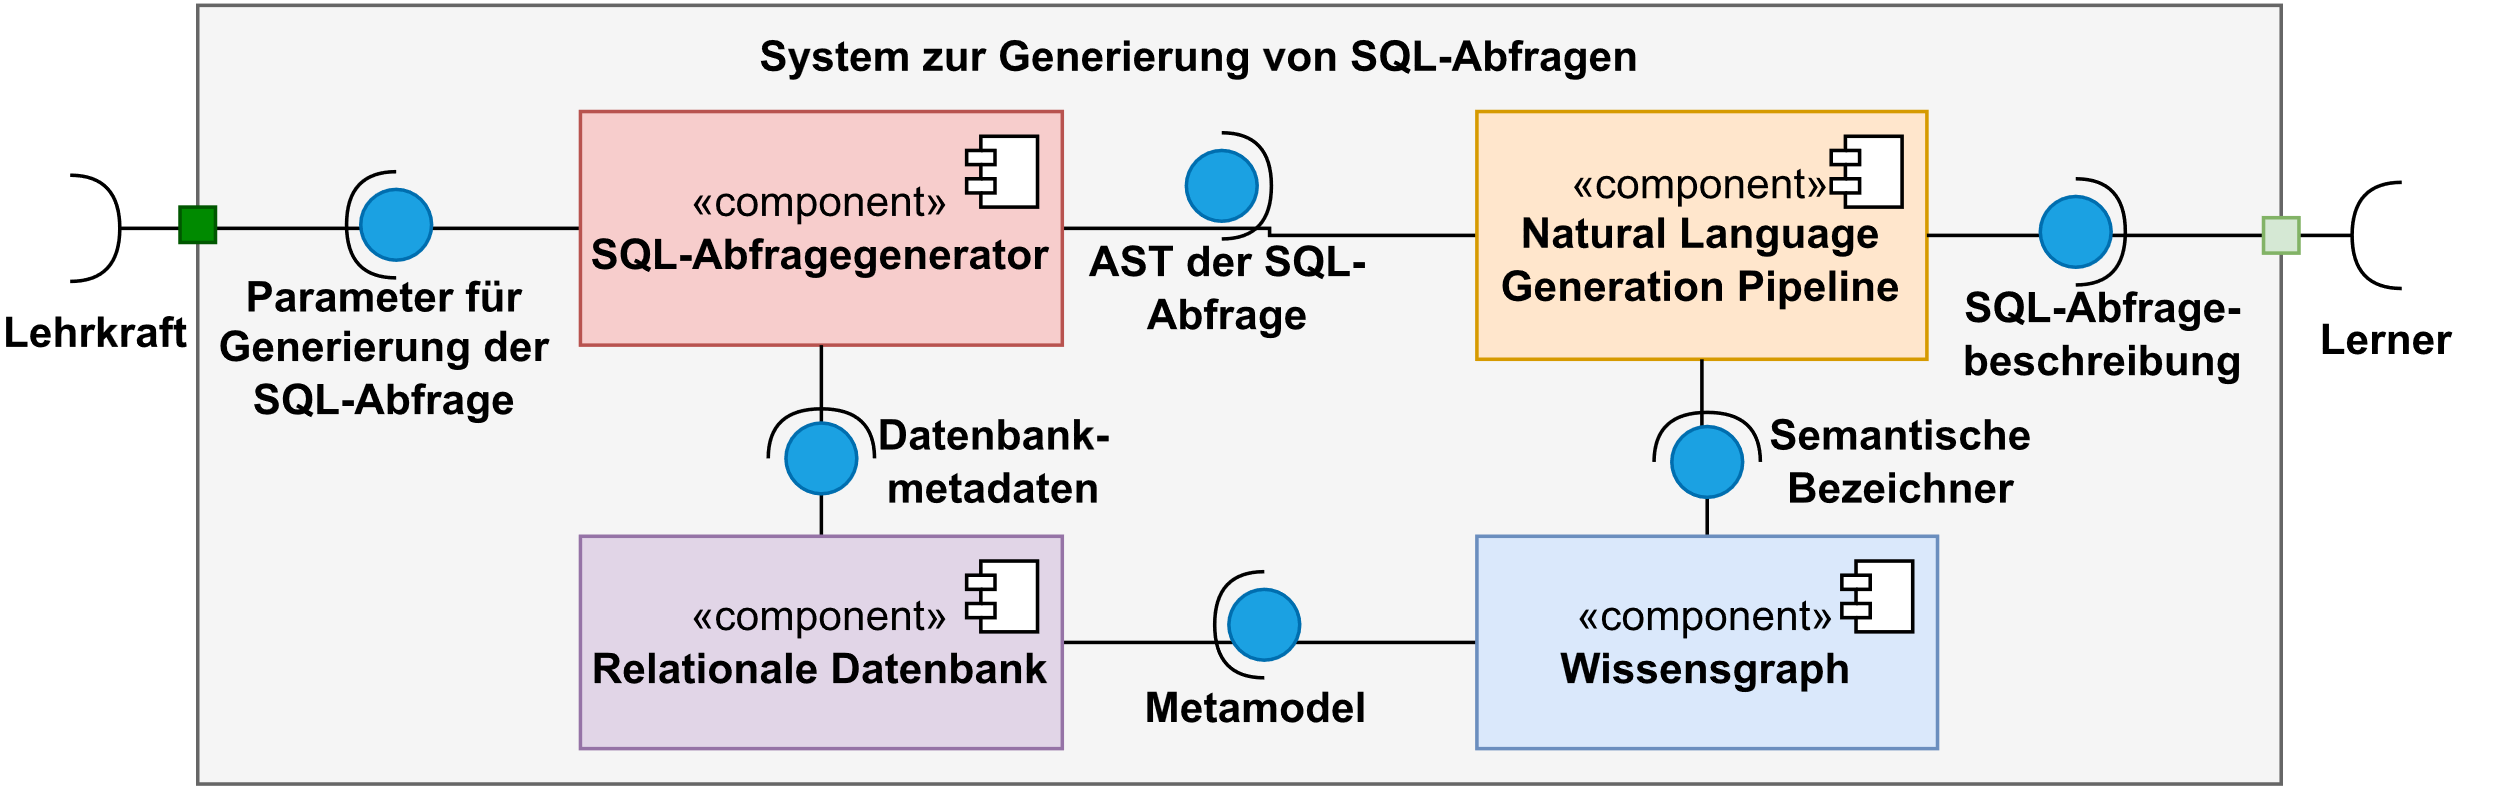 System zur Generierung von SQL-Abfragen
«component»
SQL-Abfragegenerator
«component»
Natural Language
Generation Pipeline
Lehrkraft
Parameter für
Generierung der
SQL-Abfrage
AST der SQL-
Abfrage
SQL-Abfrage-
beschreibung
Lerner
Datenbank-
metadaten
Semantische
Bezeichner
«component»
Relationale Datenbank
Metamodel
«component»
Wissensgraph